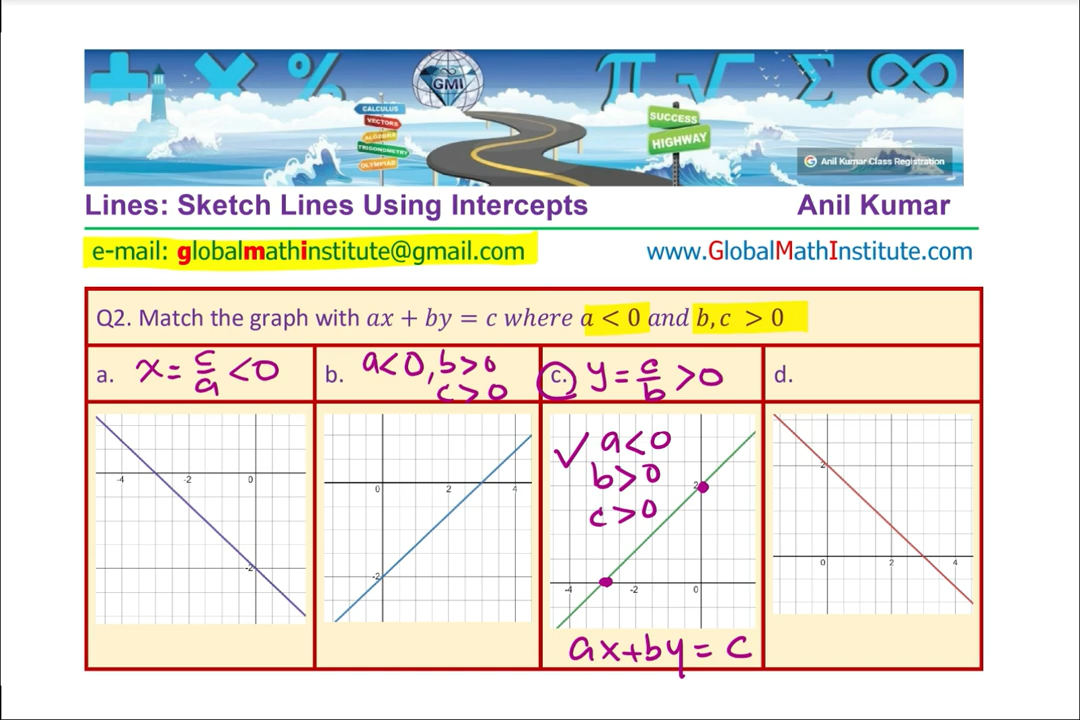 GMI
CALCULUS
VECTORS
ALGEBRA
TRIGONOMETRY
OLYMPIAD
SUCCESS
HIGHWAY
G Anil Kumar Class Registration
Lines: Sketch Lines Using Intercepts Anil Kumar
e-mail: globalmathinstitute@gmail.com www.GlobalMathInstitute.com
Q2. Match the graph with ax + by = c where a < 0 and b, c > 0
a. x = c/a < 0
b. a<0, b>0 c>0
c. y = c/b > 0
d.
-4 -2 0 -2
0 2 4 -2
✓ a<0
b>0
c>0
2
-4 -2 0
ax+by = c
2
0 2 4